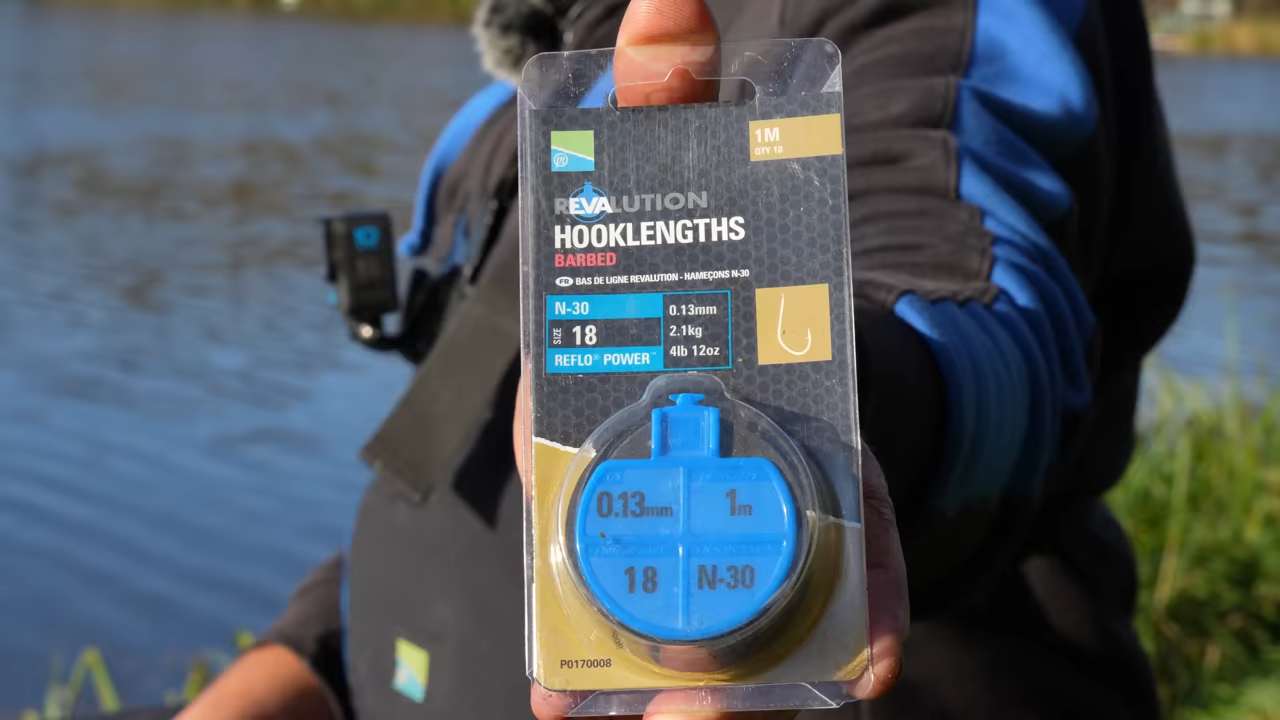 1M
QTY 10
REVALUTION
HOOKLENGTHS
BARBED
FR BAS DE LIGNE REVALUTION - HAMEÇONS N-30
N-30
SIZE 18
REFLO® POWER™
0.13mm
2.1kg
4lb 12oz
0.13mm
1m
18
N-30
P0170008